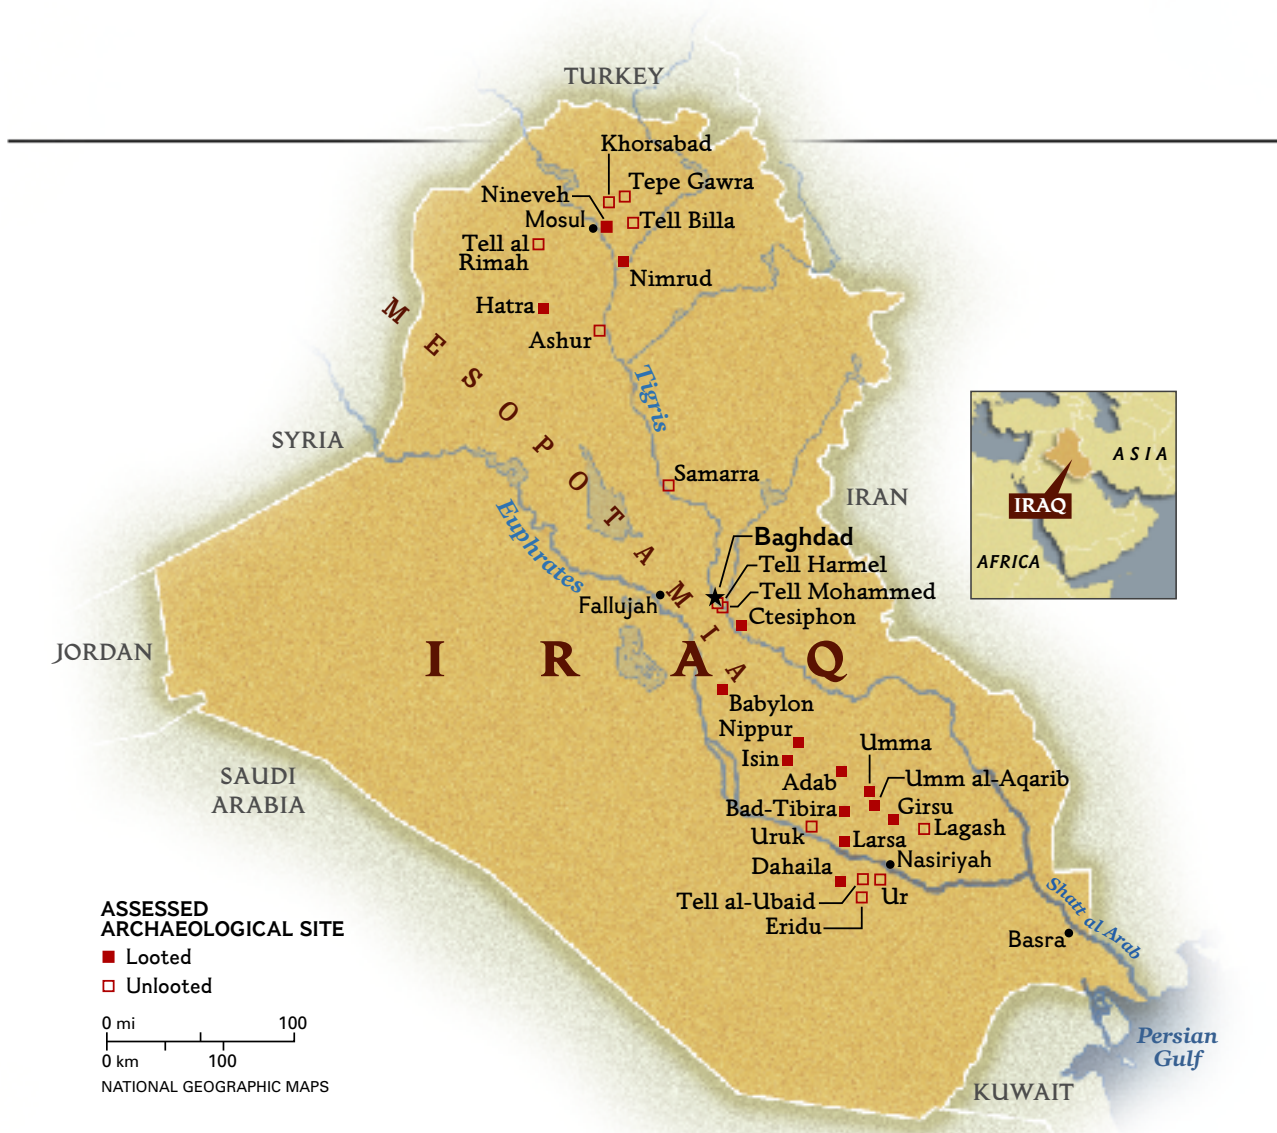 TURKEY
Khorsabad
Tepe Gawra
Nineveh
Mosul
Tell Billa
Tell al
Rimah
Nimrud
Hatra
Ashur
MESOPOTAMIA
Tigris
SYRIA
Samarra
IRAN
ASIA
IRAQ
AFRICA
Euphrates
Baghdad
Tell Harmel
Tell Mohammed
Fallujah
Ctesiphon
JORDAN
IRAQ
Babylon
Nippur
Umma
Isin
Adab
Umm al-Aqarib
SAUDI
ARABIA
Bad-Tibira
Girsu
Uruk
Lagash
Larsa
Nasiriyah
Dahaila
Tell al-Ubaid
Ur
Eridu
Shatt al Arab
Basra
ASSESSED
ARCHAEOLOGICAL SITE
Looted
Unlooted
0 mi 100
0 km 100
NATIONAL GEOGRAPHIC MAPS
Persian
Gulf
KUWAIT